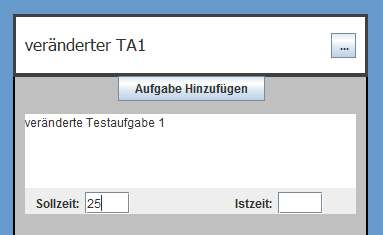 veränderter TA1
...
Aufgabe Hinzufügen
veränderte Testaufgabe 1
Sollzeit: 25 Istzeit: